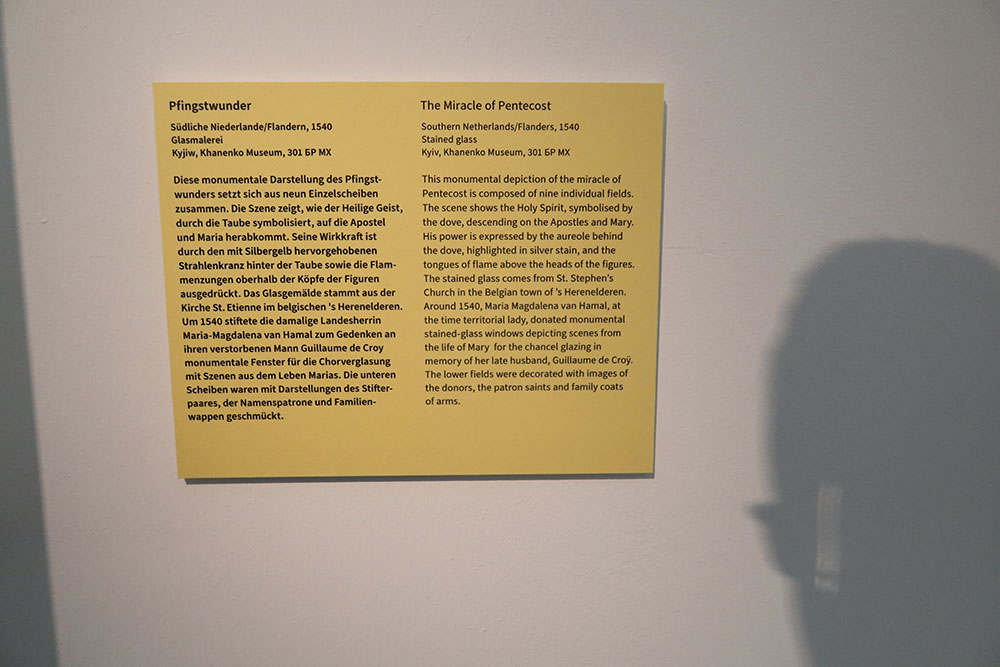 Pfingstwunder
Südliche Niederlande/Flandern, 1540
Glasmalerei
Kyjiw, Khanenko Museum, 301 БР МХ
Diese monumentale Darstellung des Pfingst-
wunders setzt sich aus neun Einzelscheiben
zusammen. Die Szene zeigt, wie der Heilige Geist,
durch die Taube symbolisiert, auf die Apostel
und Maria herabkommt. Seine Wirkkraft ist
durch den mit Silbergelb hervorgehobenen
Strahlenkranz hinter der Taube sowie die Flam-
menzungen oberhalb der Köpfe der Figuren
ausgedrückt. Das Glasgemälde stammt aus der
Kirche St. Etienne im belgischen 's Herenelderen.
Um 1540 stiftete die damalige Landesherrin
Maria-Magdalena van Hamal zum Gedenken an
ihren verstorbenen Mann Guillaume de Croy
monumentale Fenster für die Chorverglasung
mit Szenen aus dem Leben Marias. Die unteren
Scheiben waren mit Darstellungen des Stifter-
paares, der Namenspatrone und Familien-
wappen geschmückt.
The Miracle of Pentecost
Southern Netherlands/Flanders, 1540
Stained glass
Kyiv, Khanenko Museum, 301 БР МХ
This monumental depiction of the miracle of
Pentecost is composed of nine individual fields.
The scene shows the Holy Spirit, symbolised by
the dove, descending on the Apostles and Mary.
His power is expressed by the aureole behind
the dove, highlighted in silver stain, and the
tongues of flame above the heads of the figures.
The stained glass comes from St. Stephen's
Church in the Belgian town of 's Herenelderen.
Around 1540, Maria Magdalena van Hamal, at
the time territorial lady, donated monumental
stained-glass windows depicting scenes from
the life of Mary for the chancel glazing in
memory of her late husband, Guillaume de Croÿ.
The lower fields were decorated with images of
the donors, the patron saints and family coats
of arms.